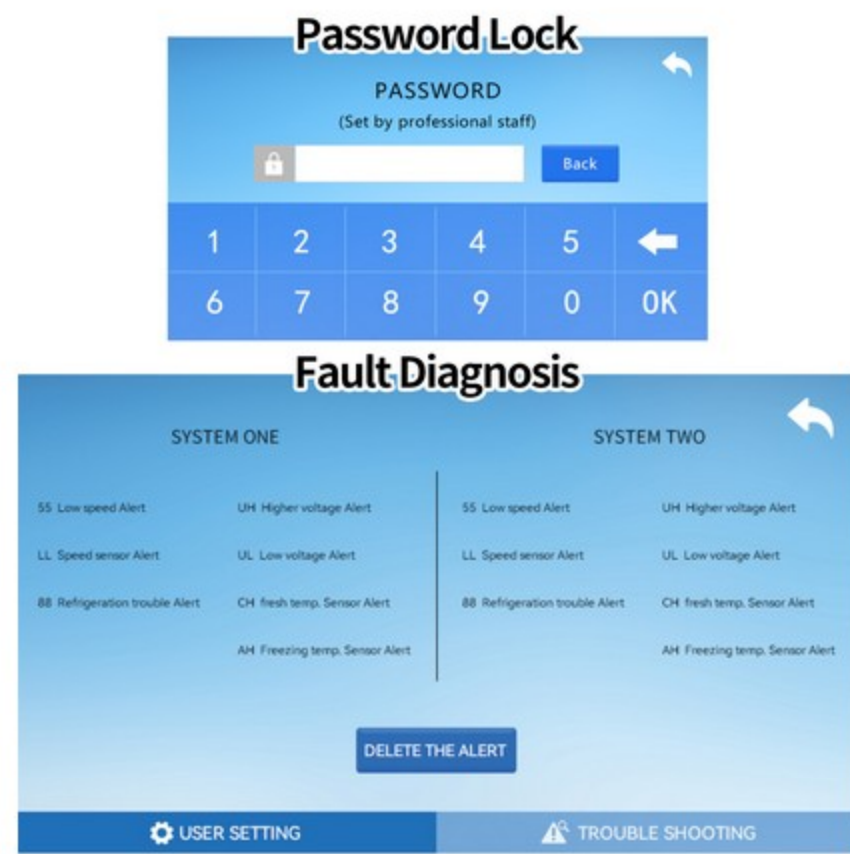 Password Lock
PASSWORD
(Set by professional staff)
Back
1 2 3 4 5
6 7 8 9 0 OK
Fault Diagnosis
SYSTEM ONE
SYSTEM TWO
55 Low speed Alert
UH Higher voltage Alert
55 Low speed Alert
UH Higher voltage Alert
LL Speed sensor Alert
UL Low voltage Alert
LL Speed sensor Alert
UL Low voltage Alert
88 Refrigeration trouble Alert
CH fresh temp. Sensor Alert
88 Refrigeration trouble Alert
CH fresh temp. Sensor Alert
AH Freezing temp. Sensor Alert
AH Freezing temp. Sensor Alert
DELETE THE ALERT
USER SETTING
TROUBLE SHOOTING